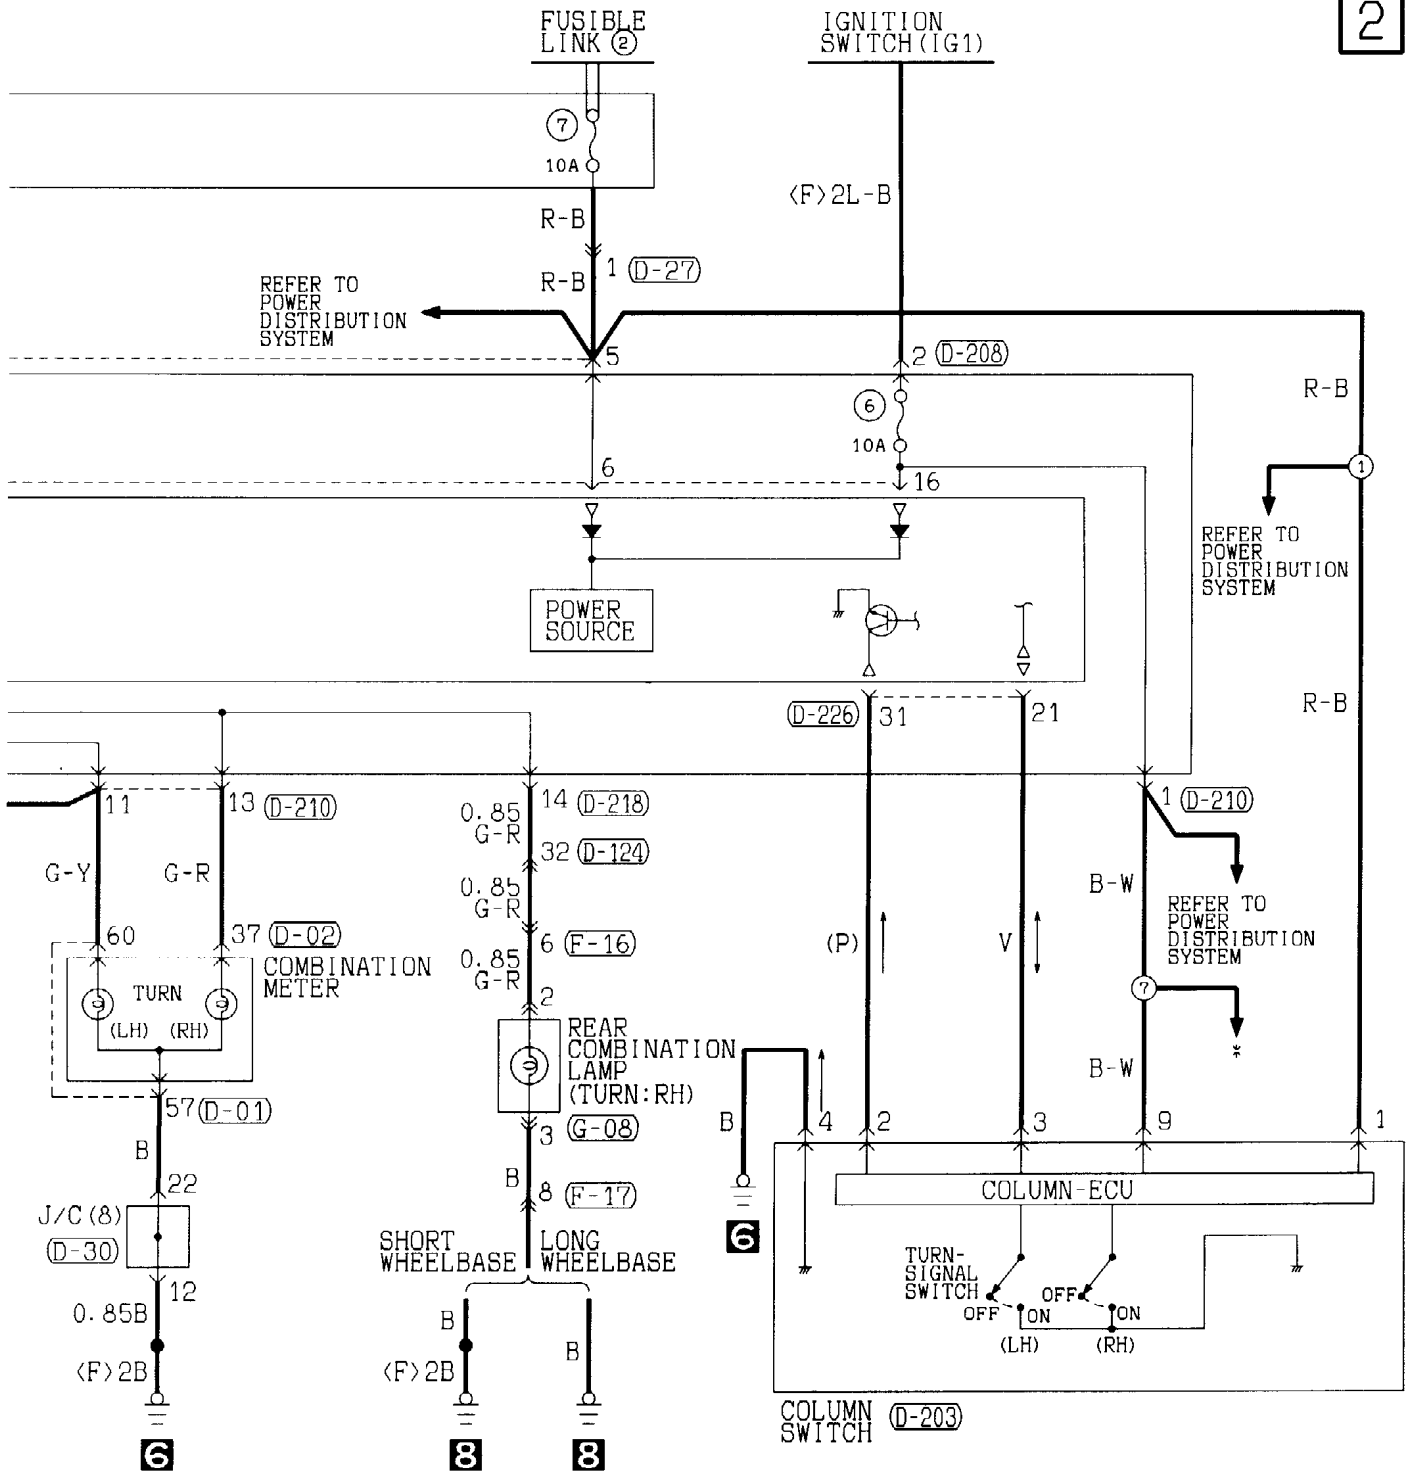 2
FUSIBLE
LINK ②
IGNITION
SWITCH(IG1)
7
10A
R-B
<F>2L-B
1 D-27
R-B
REFER TO
POWER
DISTRIBUTION
SYSTEM
5
2 D-208
R-B
6
10A
6
16
1
REFER TO
POWER
DISTRIBUTION
SYSTEM
POWER
SOURCE
D-226 31
21
R-B
11
13 D-210
0.85
G-R
14 D-218
1 D-210
32 D-124
G-Y
G-R
0.85
G-R
B-W
REFER TO
POWER
DISTRIBUTION
SYSTEM
60
37 D-02
6 F-16
(P)
V
COMBINATION
METER
0.85
G-R
2
7
TURN
(LH) (RH)
REAR
COMBINATION
LAMP
(TURN:RH)
*
B-W
57 D-01
3 G-08
B
4
2
3
9
1
B
22
B
8 F-17
COLUMN-ECU
J/C(8)
D-30
6
SHORT
WHEELBASE
LONG
WHEELBASE
TURN-
SIGNAL
SWITCH
OFF
ON
OFF
ON
(LH)
(RH)
12
0.85B
B
B
<F>2B
<F>2B
COLUMN
SWITCH
D-203
6
8
8